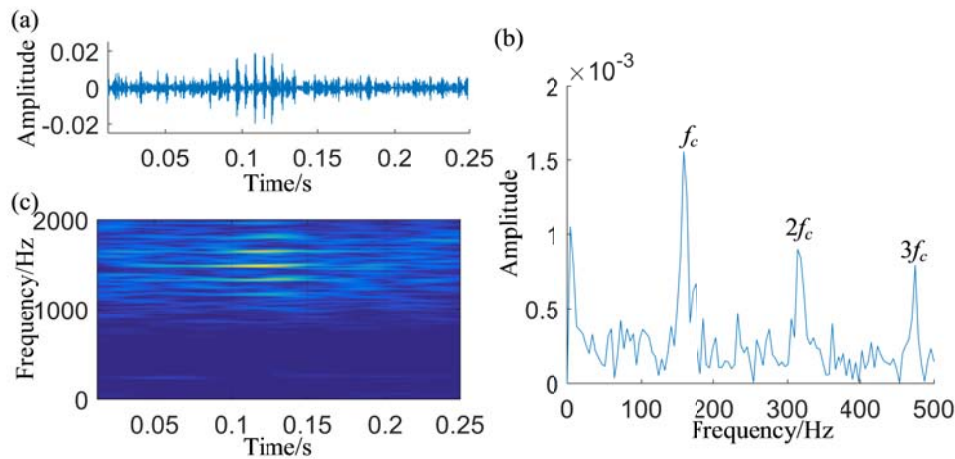 (a)
Amplitude
0.02
0
-0.02
0.05 0.1 0.15 0.2 0.25
Time/s
(c)
Frequency/Hz
2000
1000
0
0.05 0.1 0.15 0.2 0.25
Time/s
(b)
×10-3
Amplitude
2
1.5
1
0.5
0
fc
2fc
3fc
0 100 200 300 400 500
Frequency/Hz